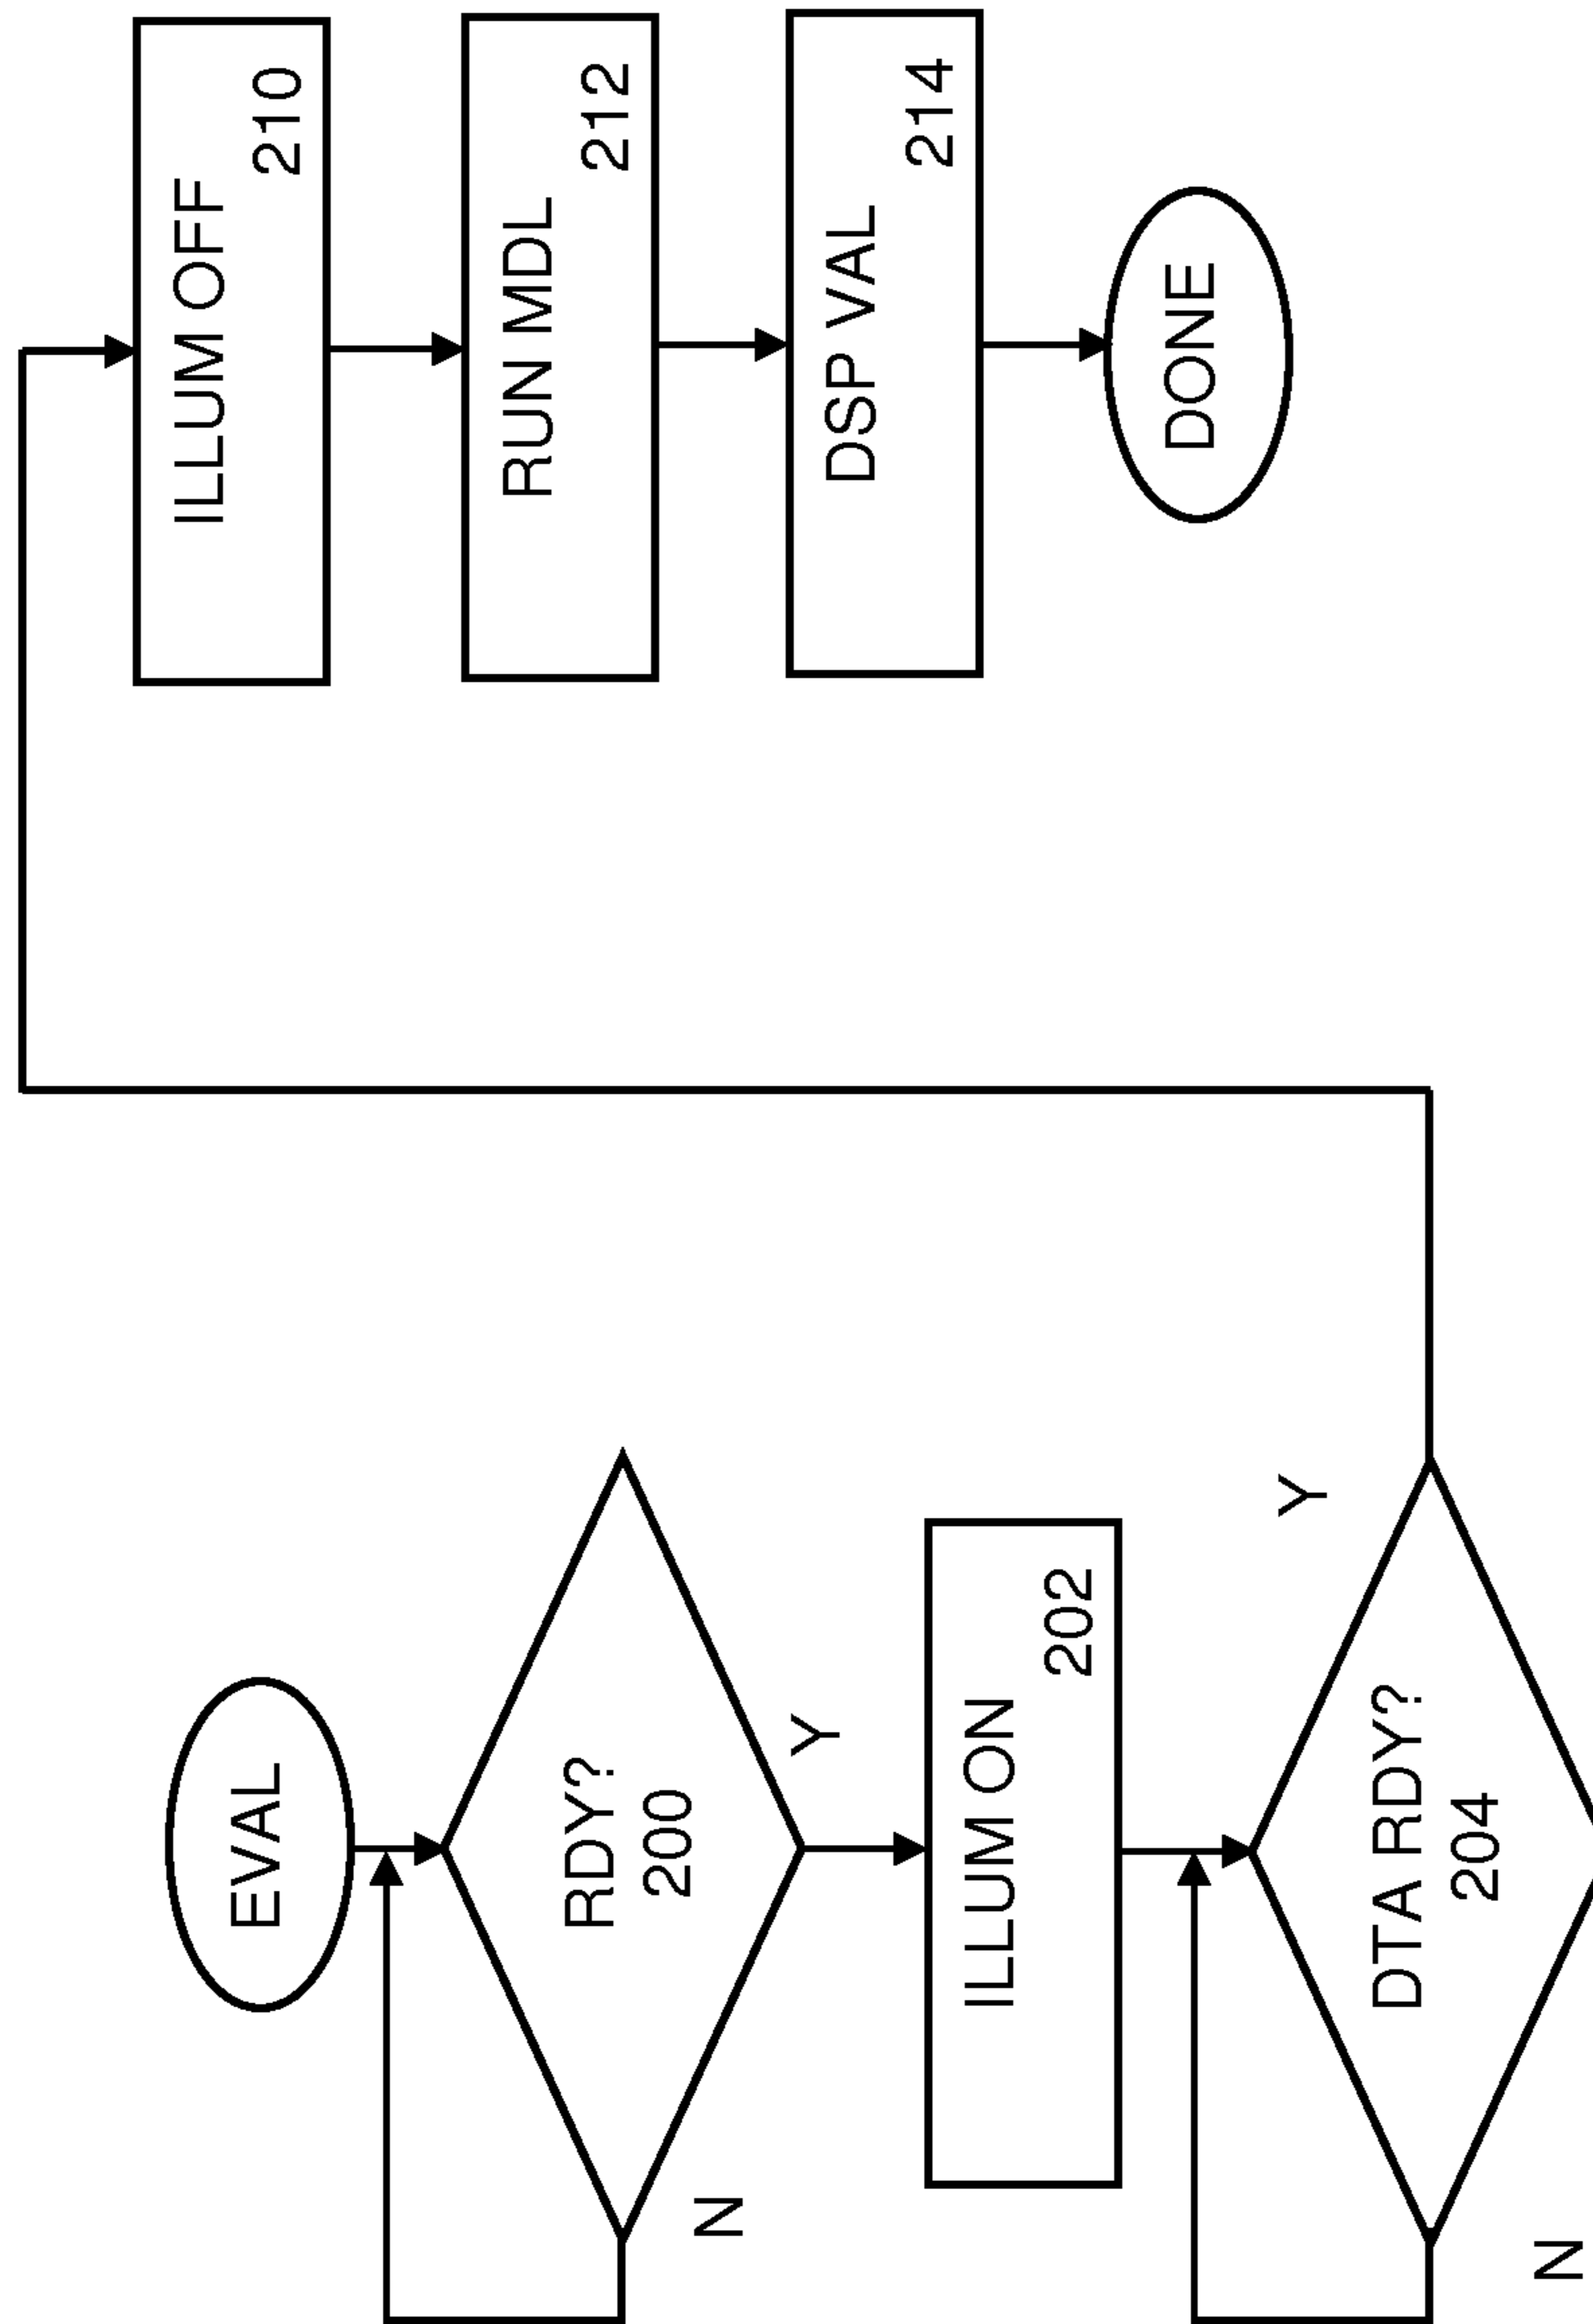 EVAL
RDY?
200
N
Y
ILLUM ON
202
DTA RDY?
204
N
Y
ILLUM OFF
210
RUN MDL
212
DSP VAL
214
DONE